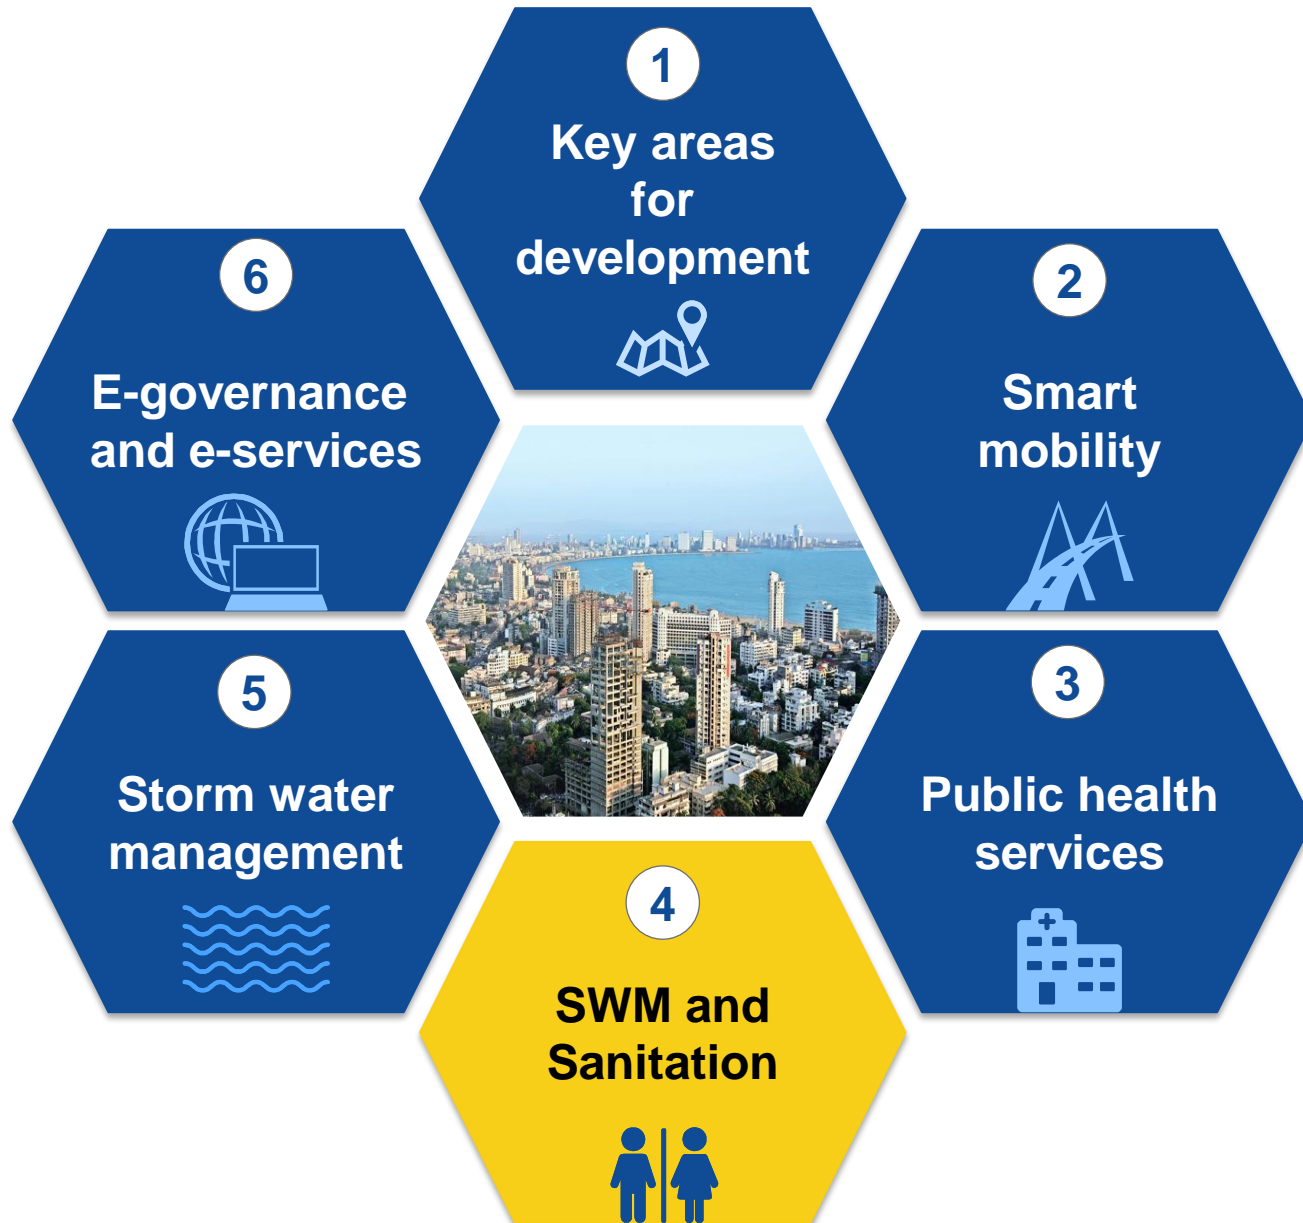 1
Key areas
for
development
2
Smart
mobility
3
Public health
services
4
SWM and
Sanitation
5
Storm water
management
6
E-governance
and e-services